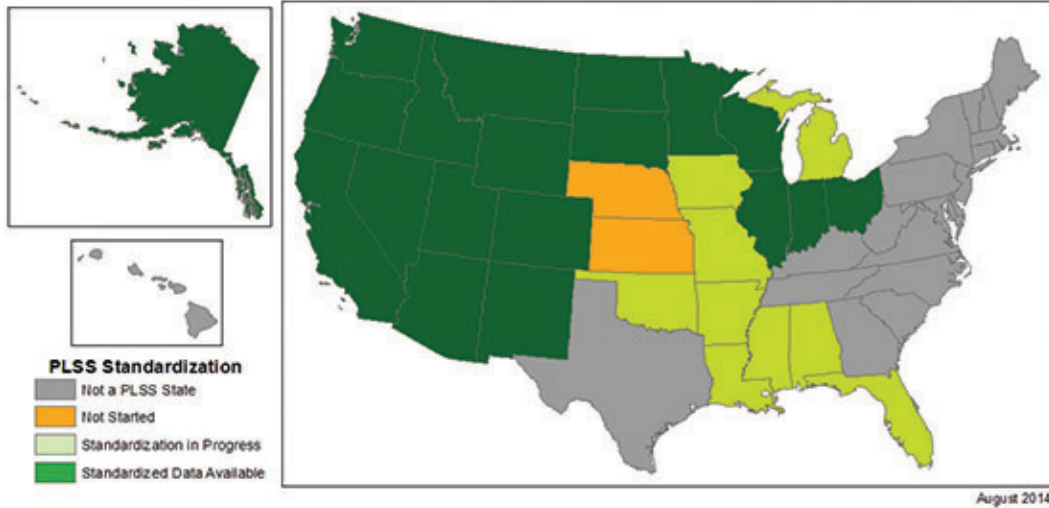 PLSS Standardization
Not a PLSS State
Not Started
Standardization in Progress
Standardized Data Available
August 2014